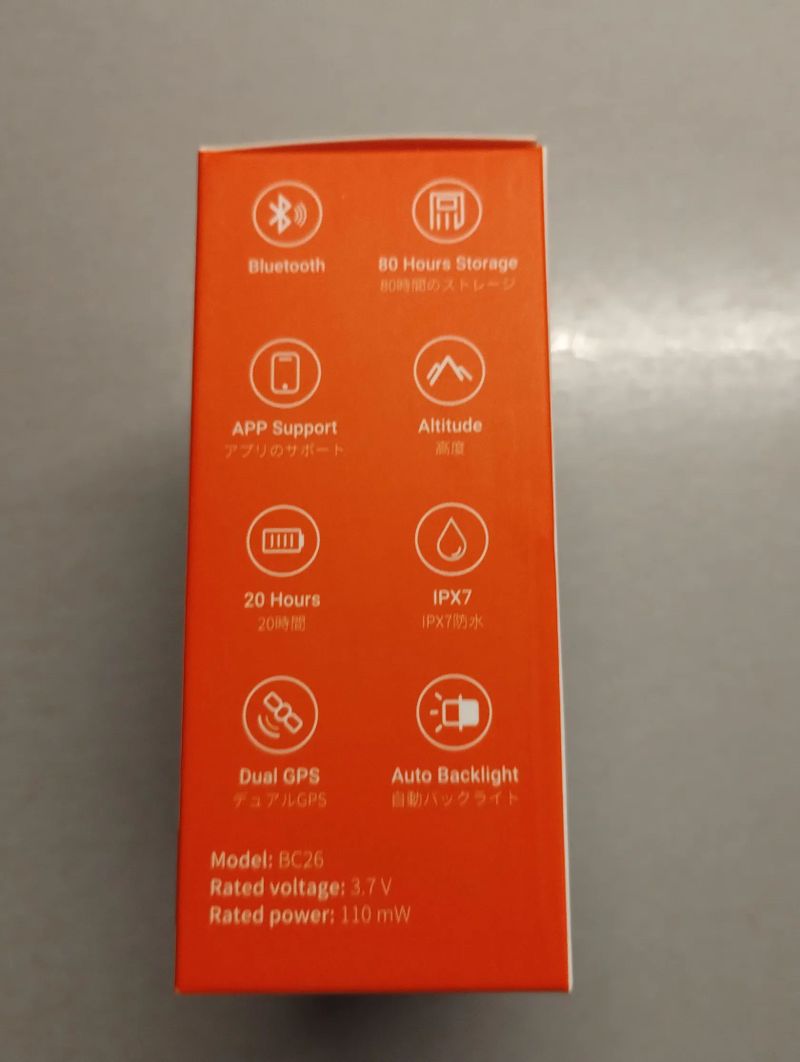 Bluetooth
80 Hours Storage
80時間のストレージ
APP Support
アプリのサポート
Altitude
高度
20 Hours
20時間
IPX7
IPX7防水
Dual GPS
デュアルGPS
Auto Backlight
自動バックライト
Model: BC26
Rated voltage: 3.7 V
Rated power: 110 mW